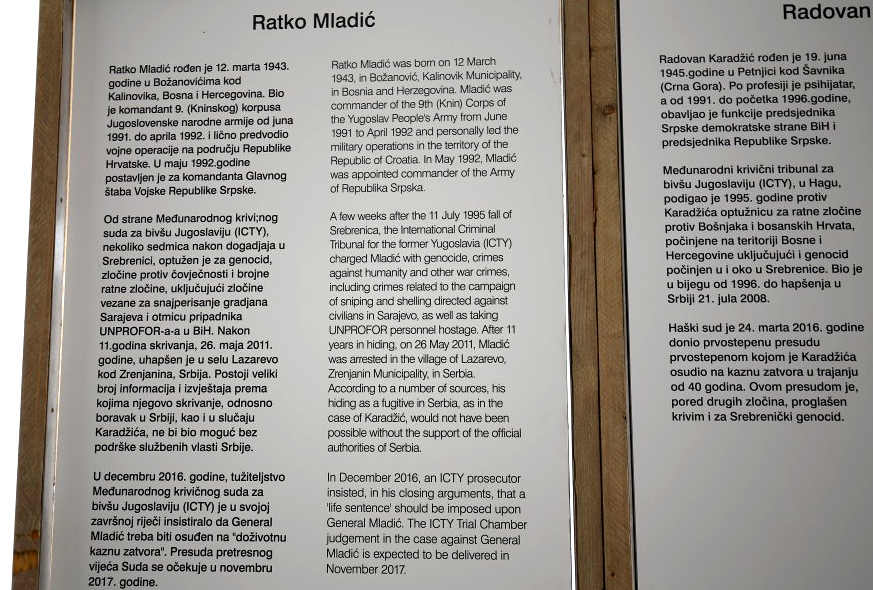 Ratko Mladić
Ratko Mladić rođen je 12. marta 1943.
godine u Božanovićima kod
Kalinovika, Bosna i Hercegovina. Bio
je komandant 9. (Kninskog) korpusa
Jugoslovenske narodne armije od juna
1991. do aprila 1992. i lično predvodio
vojne operacije na području Republike
Hrvatske. U maju 1992.godine
postavljen je za komandanta Glavnog
štaba Vojske Republike Srpske.
Od strane Međunarodnog krivi;nog
suda za bivšu Jugoslaviju (ICTY),
nekoliko sedmica nakon dogadjaja u
Srebrenici, optužen je za genocid,
zločine protiv čovječnosti i brojne
ratne zločine, uključujući zločine
vezane za snajperisanje gradjana
Sarajeva i otmicu pripadnika
UNPROFOR-a-a u BiH. Nakon
11.godina skrivanja, 26. maja 2011.
godine, uhapšen je u selu Lazarevo
kod Zrenjanina, Srbija. Postoji veliki
broj informacija i izvještaja prema
kojima njegovo skrivanje, odnosno
boravak u Srbiji, kao i u slučaju
Karadžića, ne bi bio moguć bez
podrške službenih vlasti Srbije.
U decembru 2016. godine, tužiteljstvo
Međunarodnog krivičnog suda za
bivšu Jugoslaviju (ICTY) je u svojoj
završnoj riječi insistiralo da General
Mladić treba biti osuđen na "doživotnu
kaznu zatvora". Presuda pretresnog
vijeća Suda se očekuje u novembru
2017. godine.
Ratko Mladić was born on 12 March
1943, in Božanović, Kalinovik Municipality,
in Bosnia and Herzegovina. Mladić was
commander of the 9th (Knin) Corps of
the Yugoslav People's Army from June
1991 to April 1992 and personally led the
military operations in the territory of the
Republic of Croatia. In May 1992, Mladić
was appointed commander of the Army
of Republika Srpska.
A few weeks after the 11 July 1995 fall of
Srebrenica, the International Criminal
Tribunal for the former Yugoslavia (ICTY)
charged Mladić with genocide, crimes
against humanity and other war crimes,
including crimes related to the campaign
of sniping and shelling directed against
civilians in Sarajevo, as well as taking
UNPROFOR personnel hostage. After 11
years in hiding, on 26 May 2011, Mladić
was arrested in the village of Lazarevo,
Zrenjanin Municipality, in Serbia.
According to a number of sources, his
hiding as a fugitive in Serbia, as in the
case of Karadžić, would not have been
possible without the support of the official
authorities of Serbia.
In December 2016, an ICTY prosecutor
insisted, in his closing arguments, that a
'life sentence' should be imposed upon
General Mladić. The ICTY Trial Chamber
judgement in the case against General
Mladić is expected to be delivered in
November 2017.
Radovan
Radovan Karadžić rođen je 19. juna
1945.godine u Petnjici kod Šavnika
(Crna Gora). Po profesiji je psihijatar,
a od 1991. do početka 1996.godine,
obavljao je funkcije predsjednika
Srpske demokratske strane BiH i
predsjednika Republike Srpske.
Međunarodni krivični tribunal za
bivšu Jugoslaviju (ICTY), u Hagu,
podigao je 1995. godine protiv
Karadžića optužnicu za ratne zločine
protiv Bošnjaka i bosanskih Hrvata,
počinjene na teritoriji Bosne i
Hercegovine uključujući i genocid
počinjen u i oko u Srebrenice. Bio je
u bijegu od 1996. do hapšenja u
Srbiji 21. jula 2008.
Haški sud je 24. marta 2016. godine
donio prvostepenu presudu
prvostepenom kojom je Karadžića
osudio na kaznu zatvora u trajanju
od 40 godina. Ovom presudom je,
pored drugih zločina, proglašen
krivim i za Srebrenički genocid.